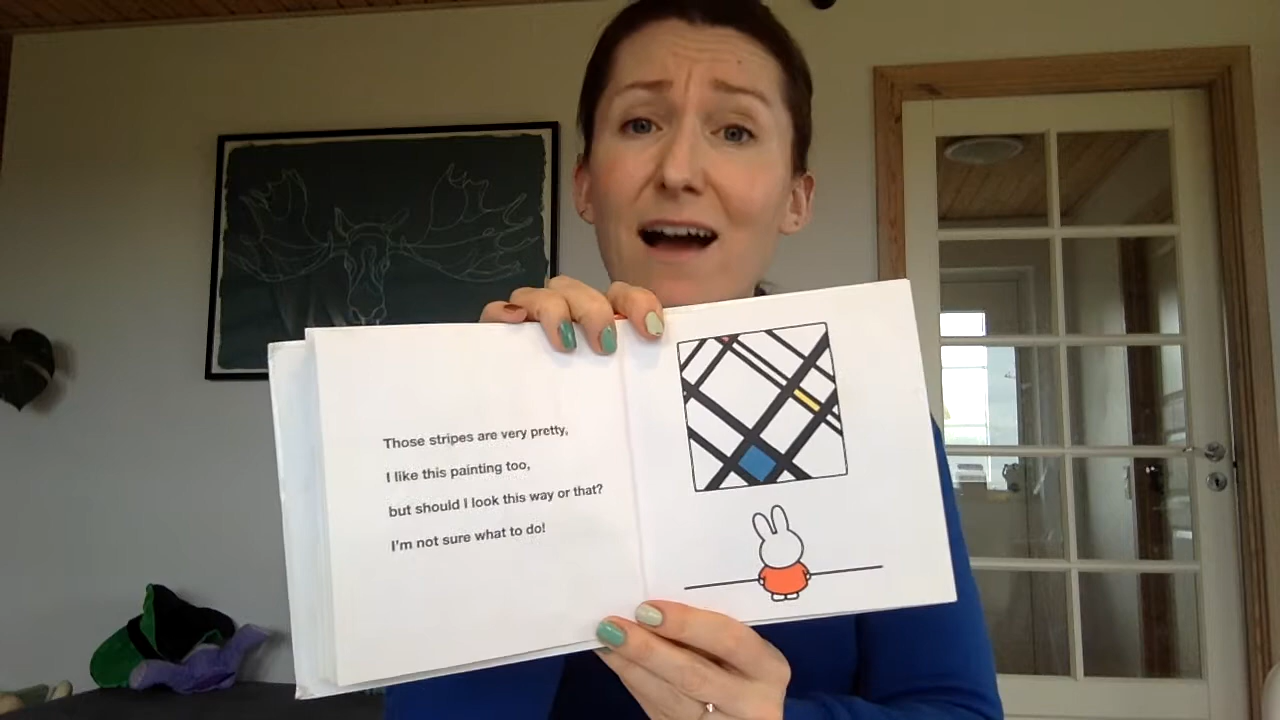 Those stripes are very pretty,
I like this painting too,
but should I look this way or that?
I'm not sure what to do!